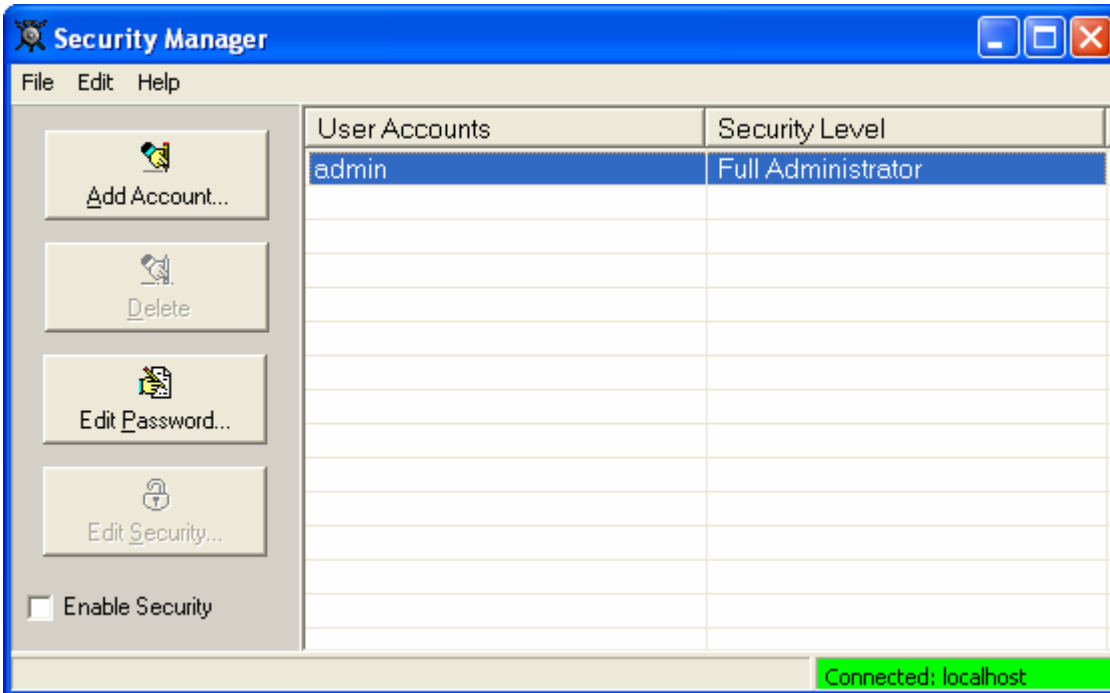 Security Manager
File Edit Help
User Accounts Security Level
admin Full Administrator
Add Account...
Delete
Edit Password...
Edit Security...
Enable Security
Connected: localhost